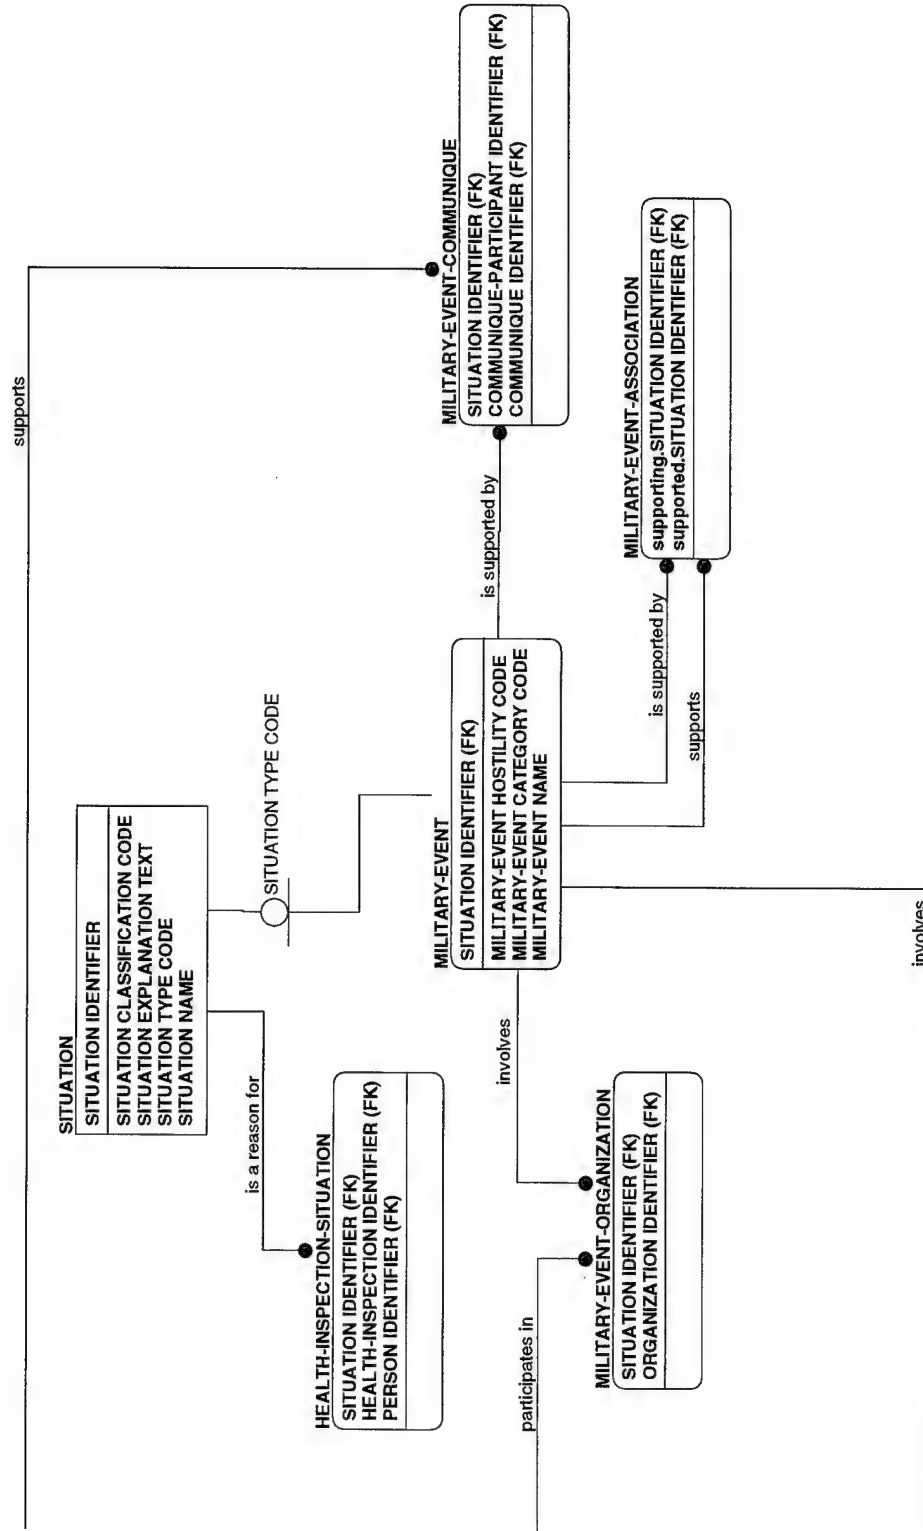 supports
SITUATION
SITUATION IDENTIFIER
SITUATION CLASSIFICATION CODE
SITUATION EXPLANATION TEXT
SITUATION TYPE CODE
SITUATION NAME
is a reason for
SITUATION TYPE CODE
HEALTH-INSPECTION-SITUATION
SITUATION IDENTIFIER (FK)
HEALTH-INSPECTION IDENTIFIER (FK)
PERSON IDENTIFIER (FK)
MILITARY-EVENT
SITUATION IDENTIFIER (FK)
MILITARY-EVENT HOSTILITY CODE
MILITARY-EVENT CATEGORY CODE
MILITARY-EVENT NAME
is supported by
MILITARY-EVENT-COMMUNIQUE
SITUATION IDENTIFIER (FK)
COMMUNIQUE-PARTICIPANT IDENTIFIER (FK)
COMMUNIQUE IDENTIFIER (FK)
involves
participates in
MILITARY-EVENT-ORGANIZATION
SITUATION IDENTIFIER (FK)
ORGANIZATION IDENTIFIER (FK)
is supported by
supports
MILITARY-EVENT-ASSOCIATION
supporting.SITUATION IDENTIFIER (FK)
supported.SITUATION IDENTIFIER (FK)
involves